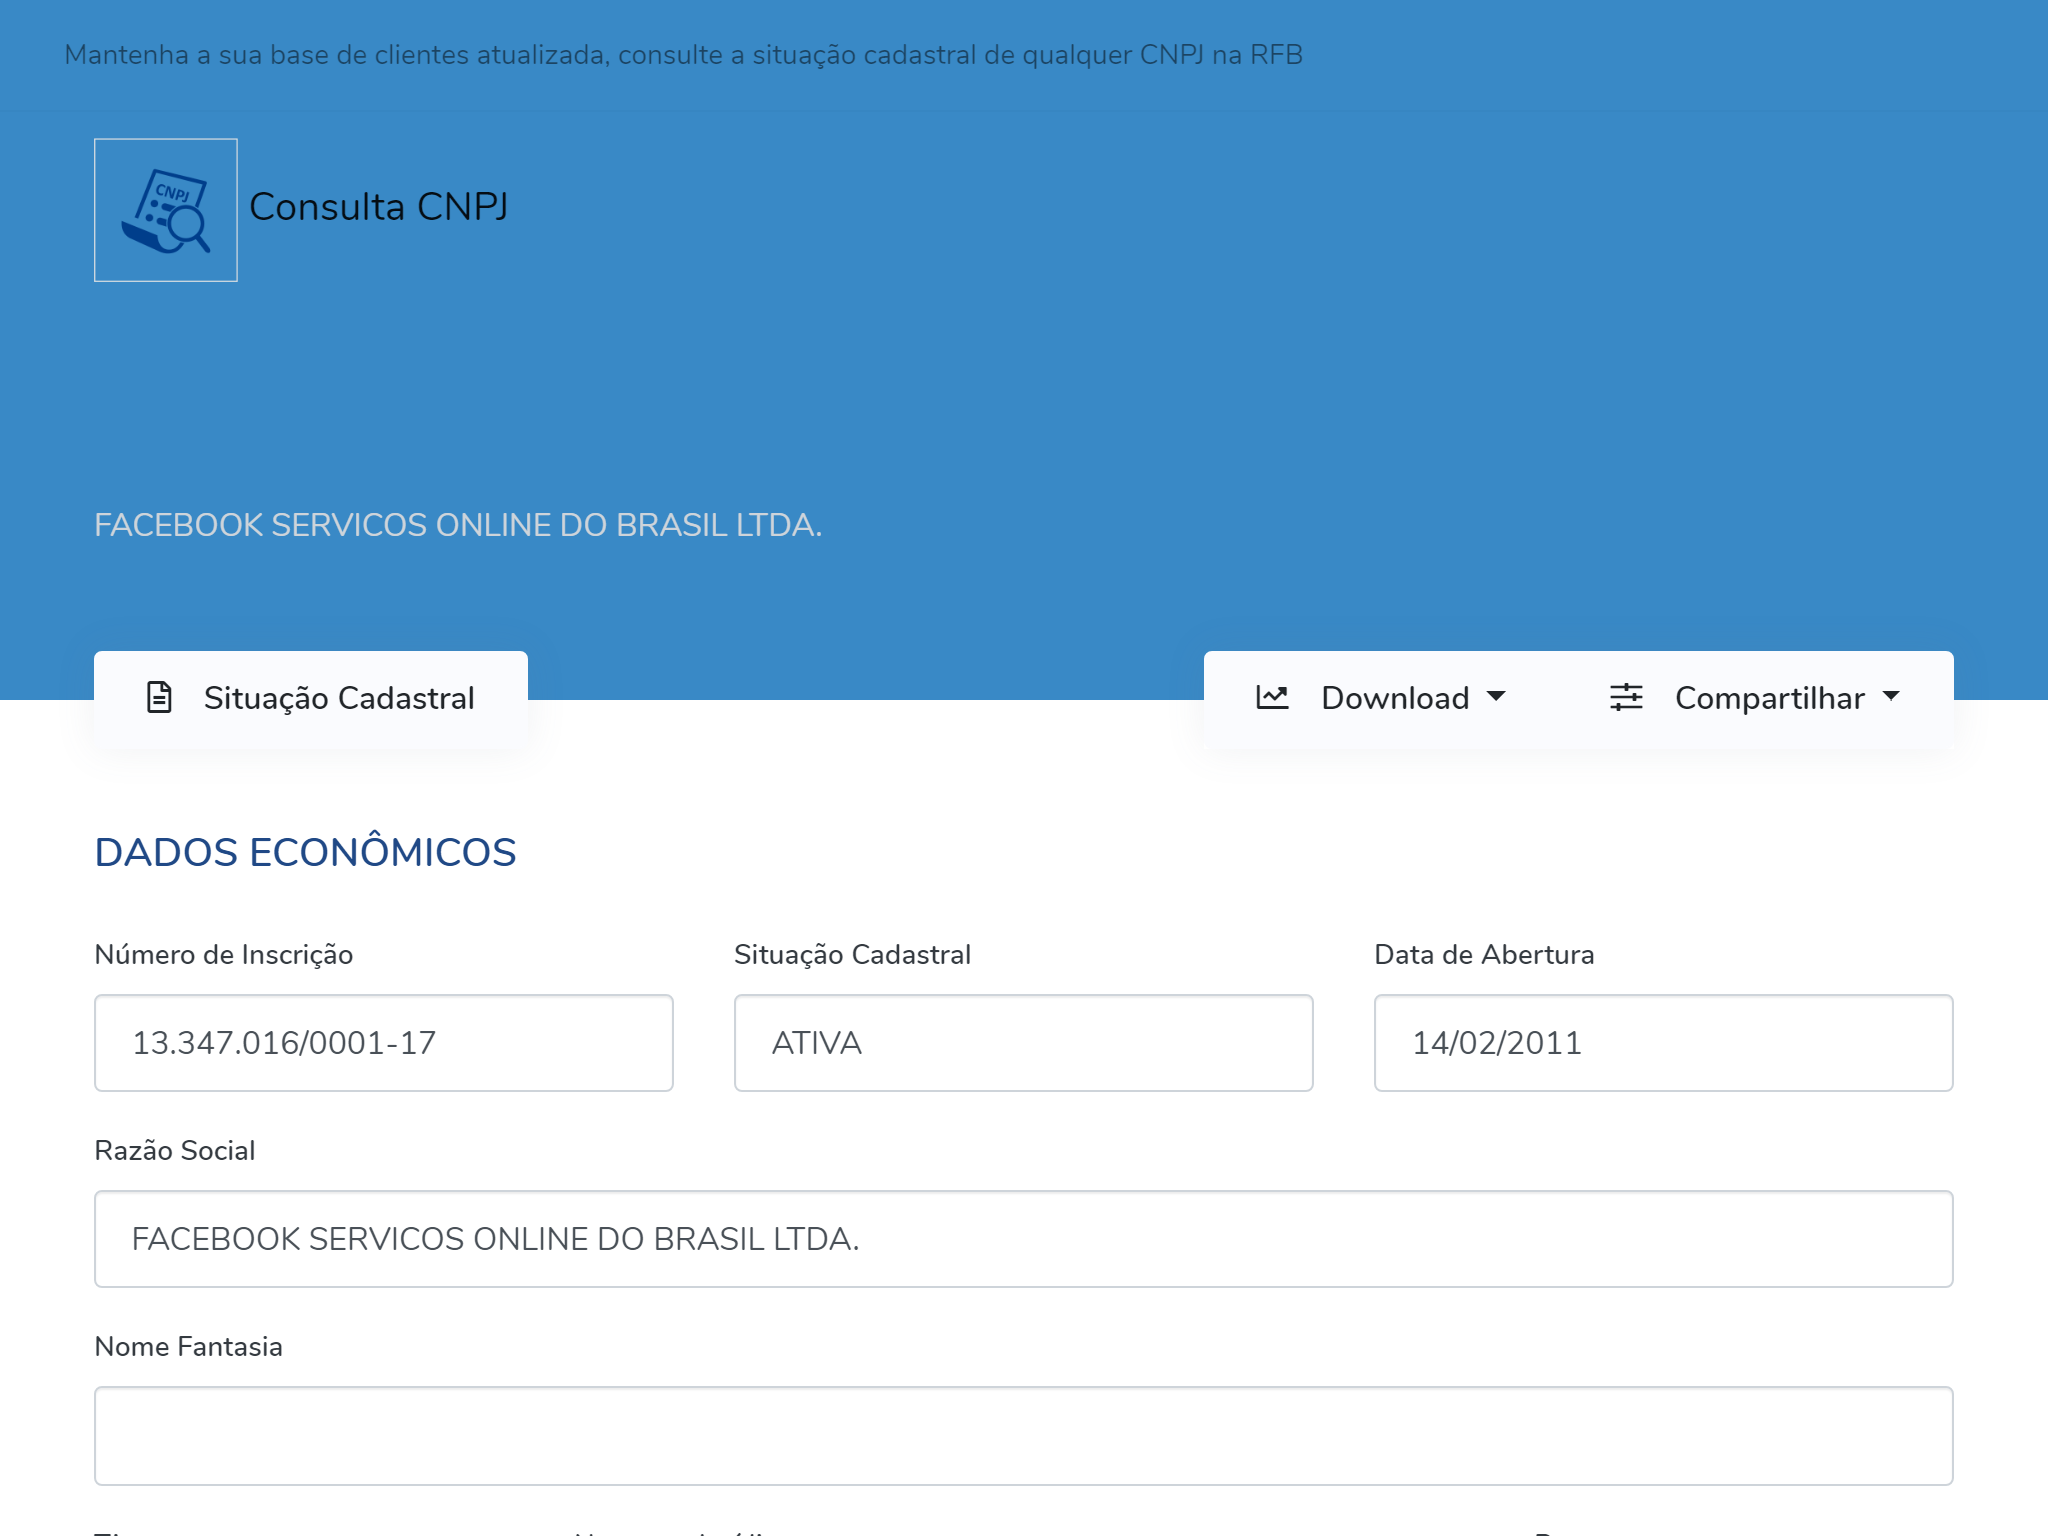 Mantenha a sua base de clientes atualizada, consulte a situação cadastral de qualquer CNPJ na RFB
CNPJ
Consulta CNPJ
FACEBOOK SERVICOS ONLINE DO BRASIL LTDA.
Situação Cadastral
Download
Compartilhar
DADOS ECONÔMICOS
Número de Inscrição
Situação Cadastral
Data de Abertura
13.347.016/0001-17
ATIVA
14/02/2011
Razão Social
FACEBOOK SERVICOS ONLINE DO BRASIL LTDA.
Nome Fantasia